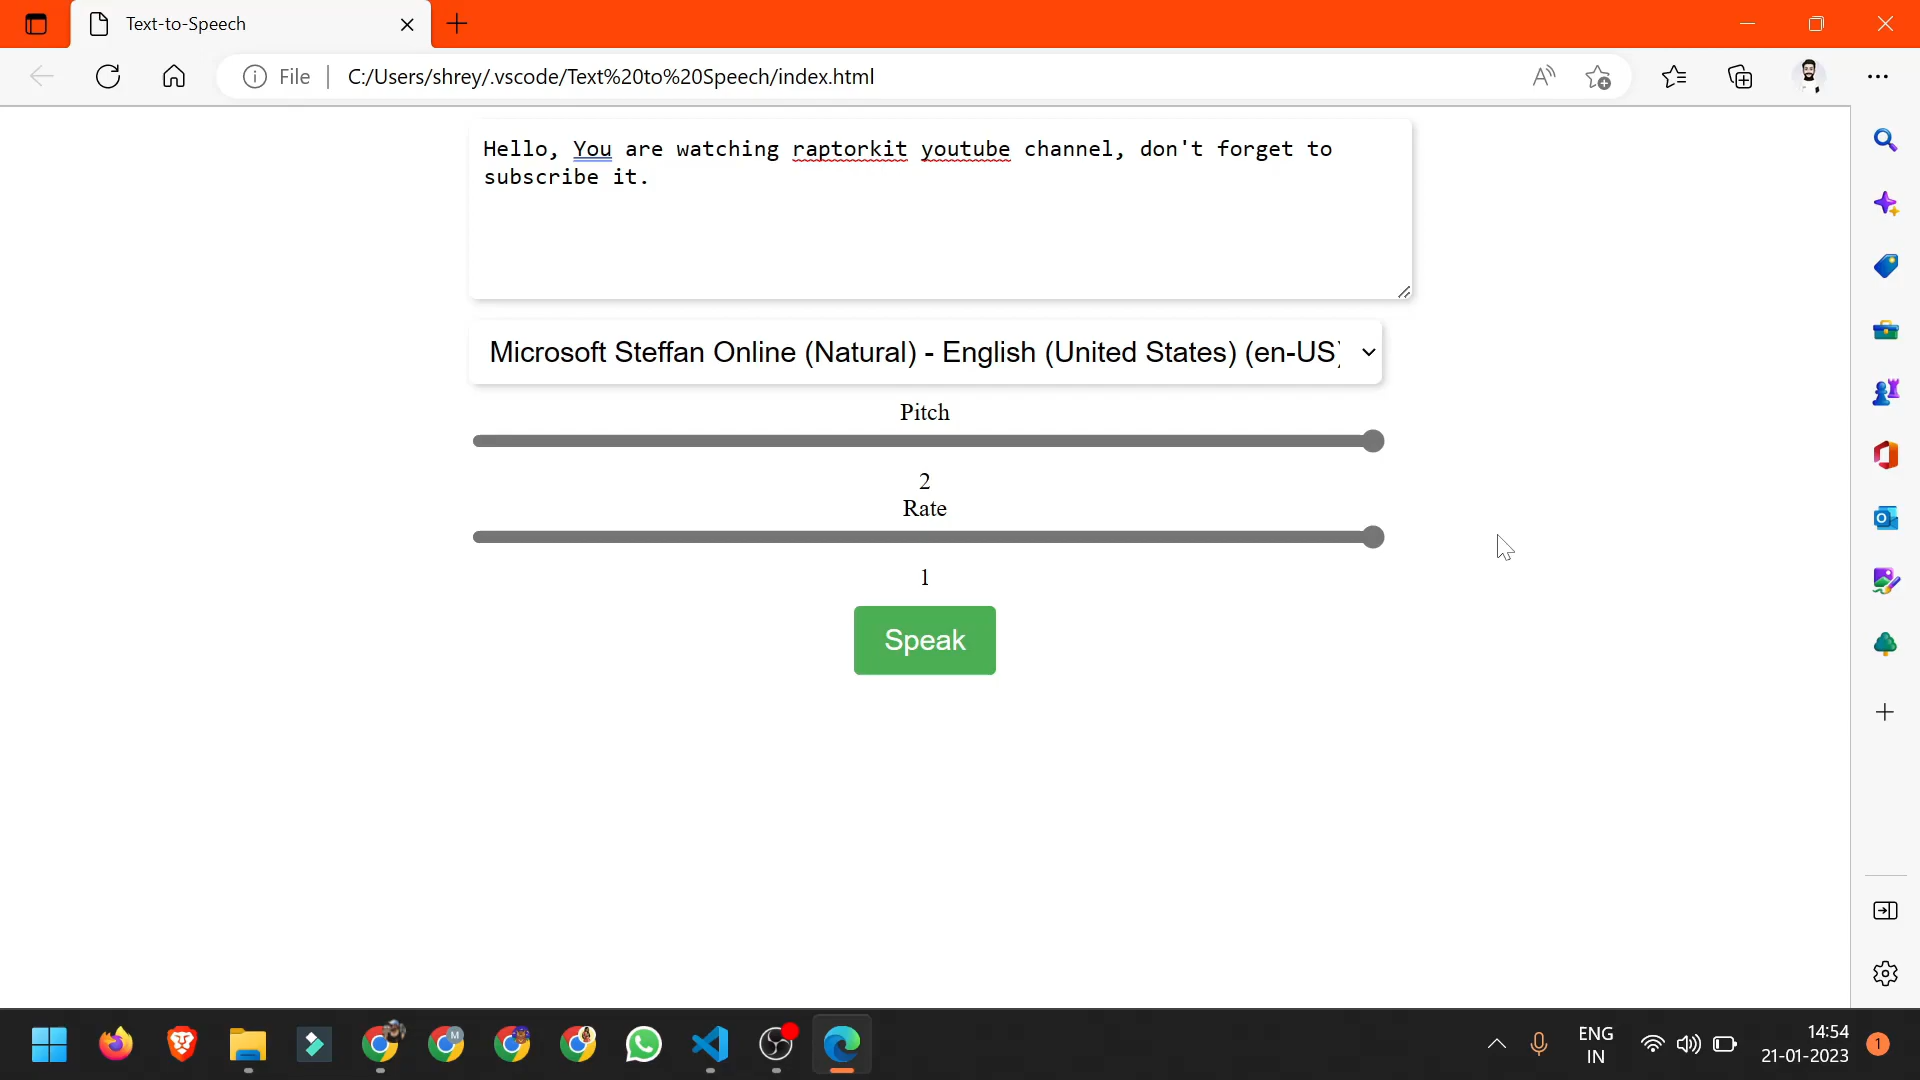 Text-to-Speech
File
C:/Users/shrey/.vscode/Text%20to%20Speech/index.html
Hello, You are watching raptorkit youtube channel, don't forget to
subscribe it.
Microsoft Steffan Online (Natural) - English (United States) (en-US)
Pitch
2
Rate
1
Speak
ENG
IN
14:54
21-01-2023
1